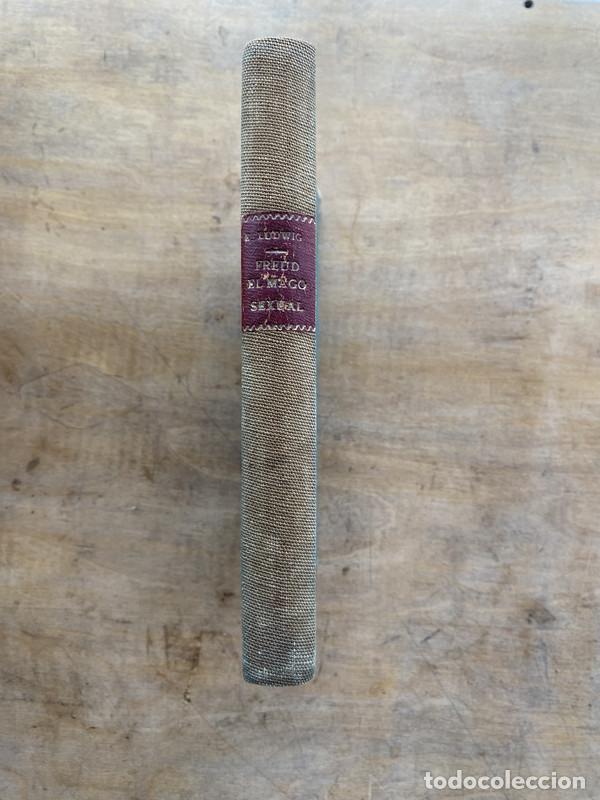 E. LUDWIG
FREUD
EL MAGO
SEXUAL
todocoleccion